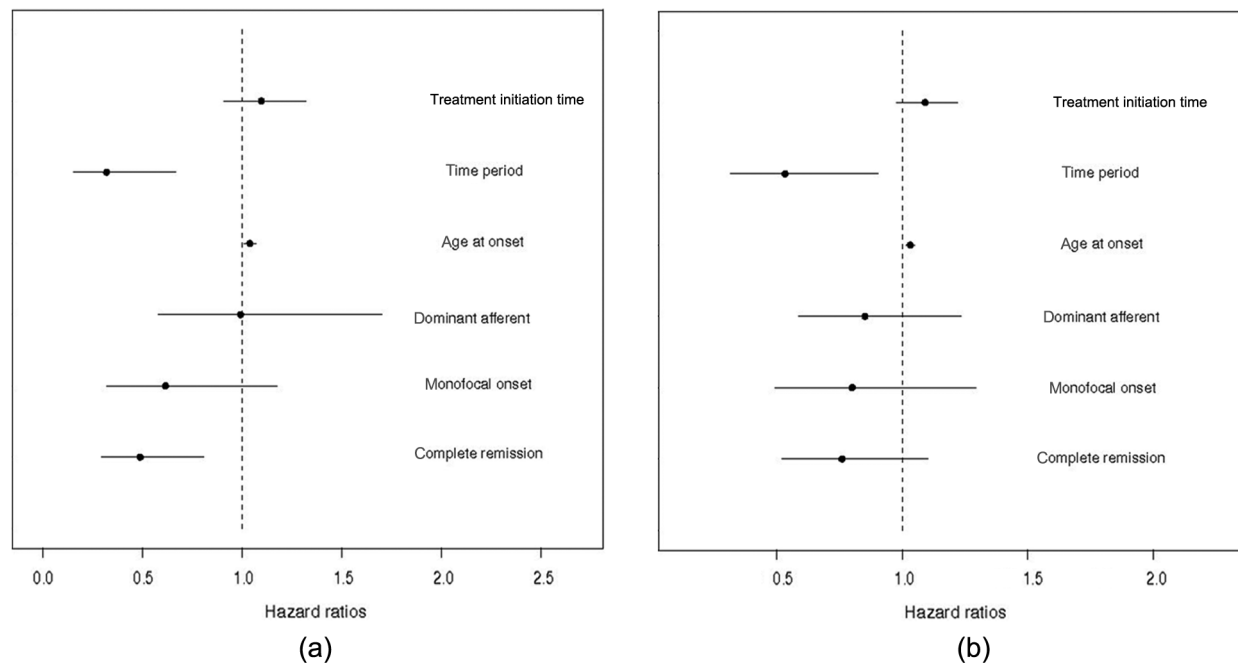 Treatment initiation time
Time period
Age at onset
Dominant afferent
Monofocal onset
Complete remission
0.0 0.5 1.0 1.5 2.0 2.5
Hazard ratios
(a)
Treatment initiation time
Time period
Age at onset
Dominant afferent
Monofocal onset
Complete remission
0.5 1.0 1.5 2.0
Hazard ratios
(b)